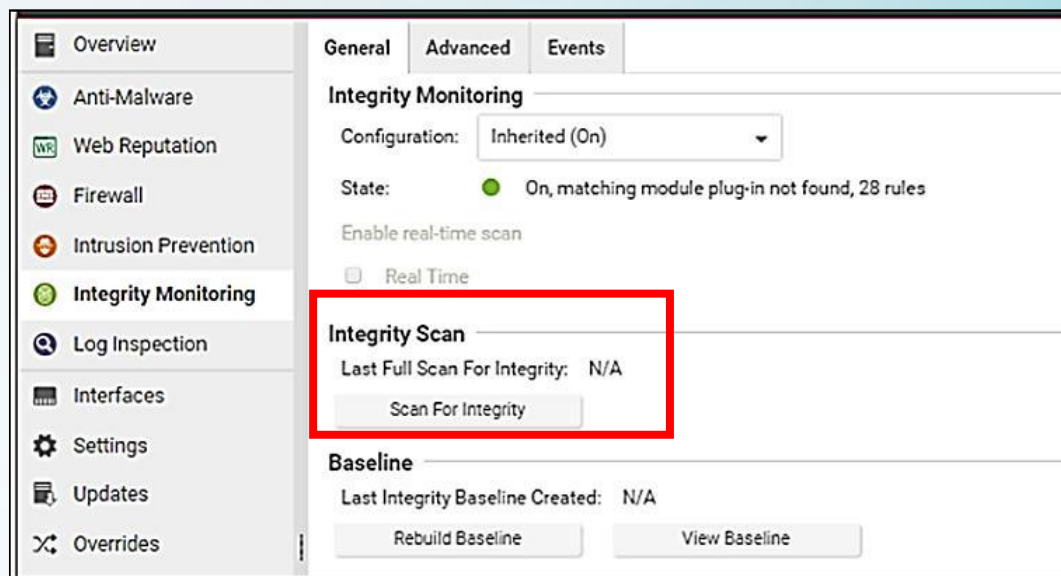 Overview
Anti-Malware
WR Web Reputation
Firewall
Intrusion Prevention
Integrity Monitoring
Log Inspection
Interfaces
Settings
Updates
Overrides
General Advanced Events
Integrity Monitoring
Configuration: Inherited (On)
State: On, matching module plug-in not found, 28 rules
Enable real-time scan
Real Time
Integrity Scan
Last Full Scan For Integrity: N/A
Scan For Integrity
Baseline
Last Integrity Baseline Created: N/A
Rebuild Baseline View Baseline